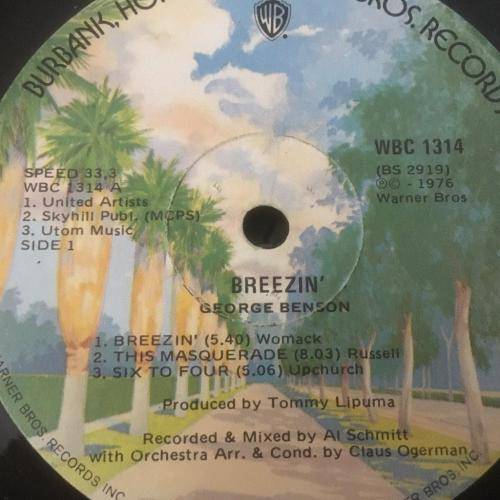 BURBANK, HO
BROS. RECORD
WB
WBC 1314
(BS 2919)
℗© - 1976
Warner Bros
SPEED 33.3
WBC 1314 A
1. United Artists
2. Skyhill Publ. (MCPS)
3. Utom Music
SIDE 1
BREEZIN'
GEORGE BENSON
1. BREEZIN' (5.40) Womack
2. THIS MASQUERADE (8.03) Russell
3. SIX TO FOUR (5.06) Upchurch
Produced by Tommy Lipuma
Recorded & Mixed by Al Schmitt
with Orchestra Arr. & Cond. by Claus Ogerman
WARNER BROS. RECORDS INC
WARNER BROS. INC.